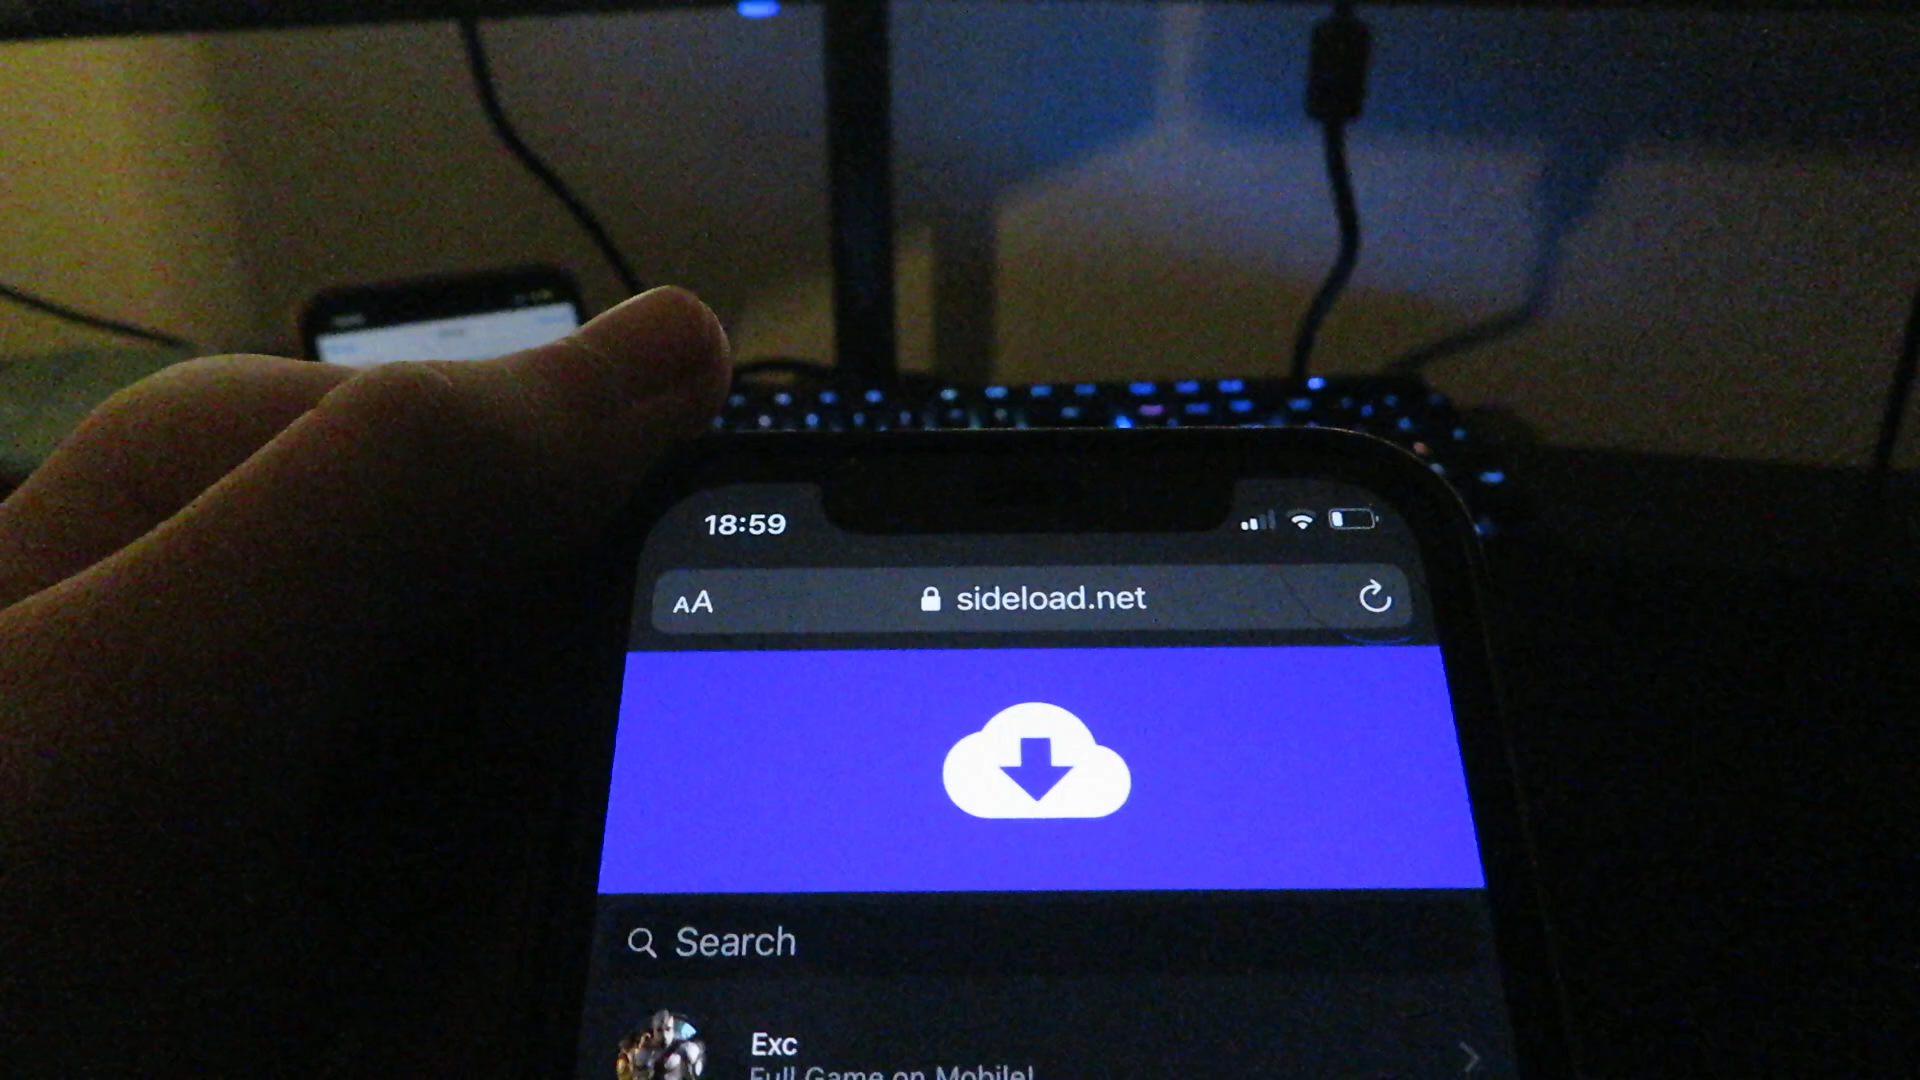 18:59
AA sideload.net
Search
Exc
Full Game on Mobile!